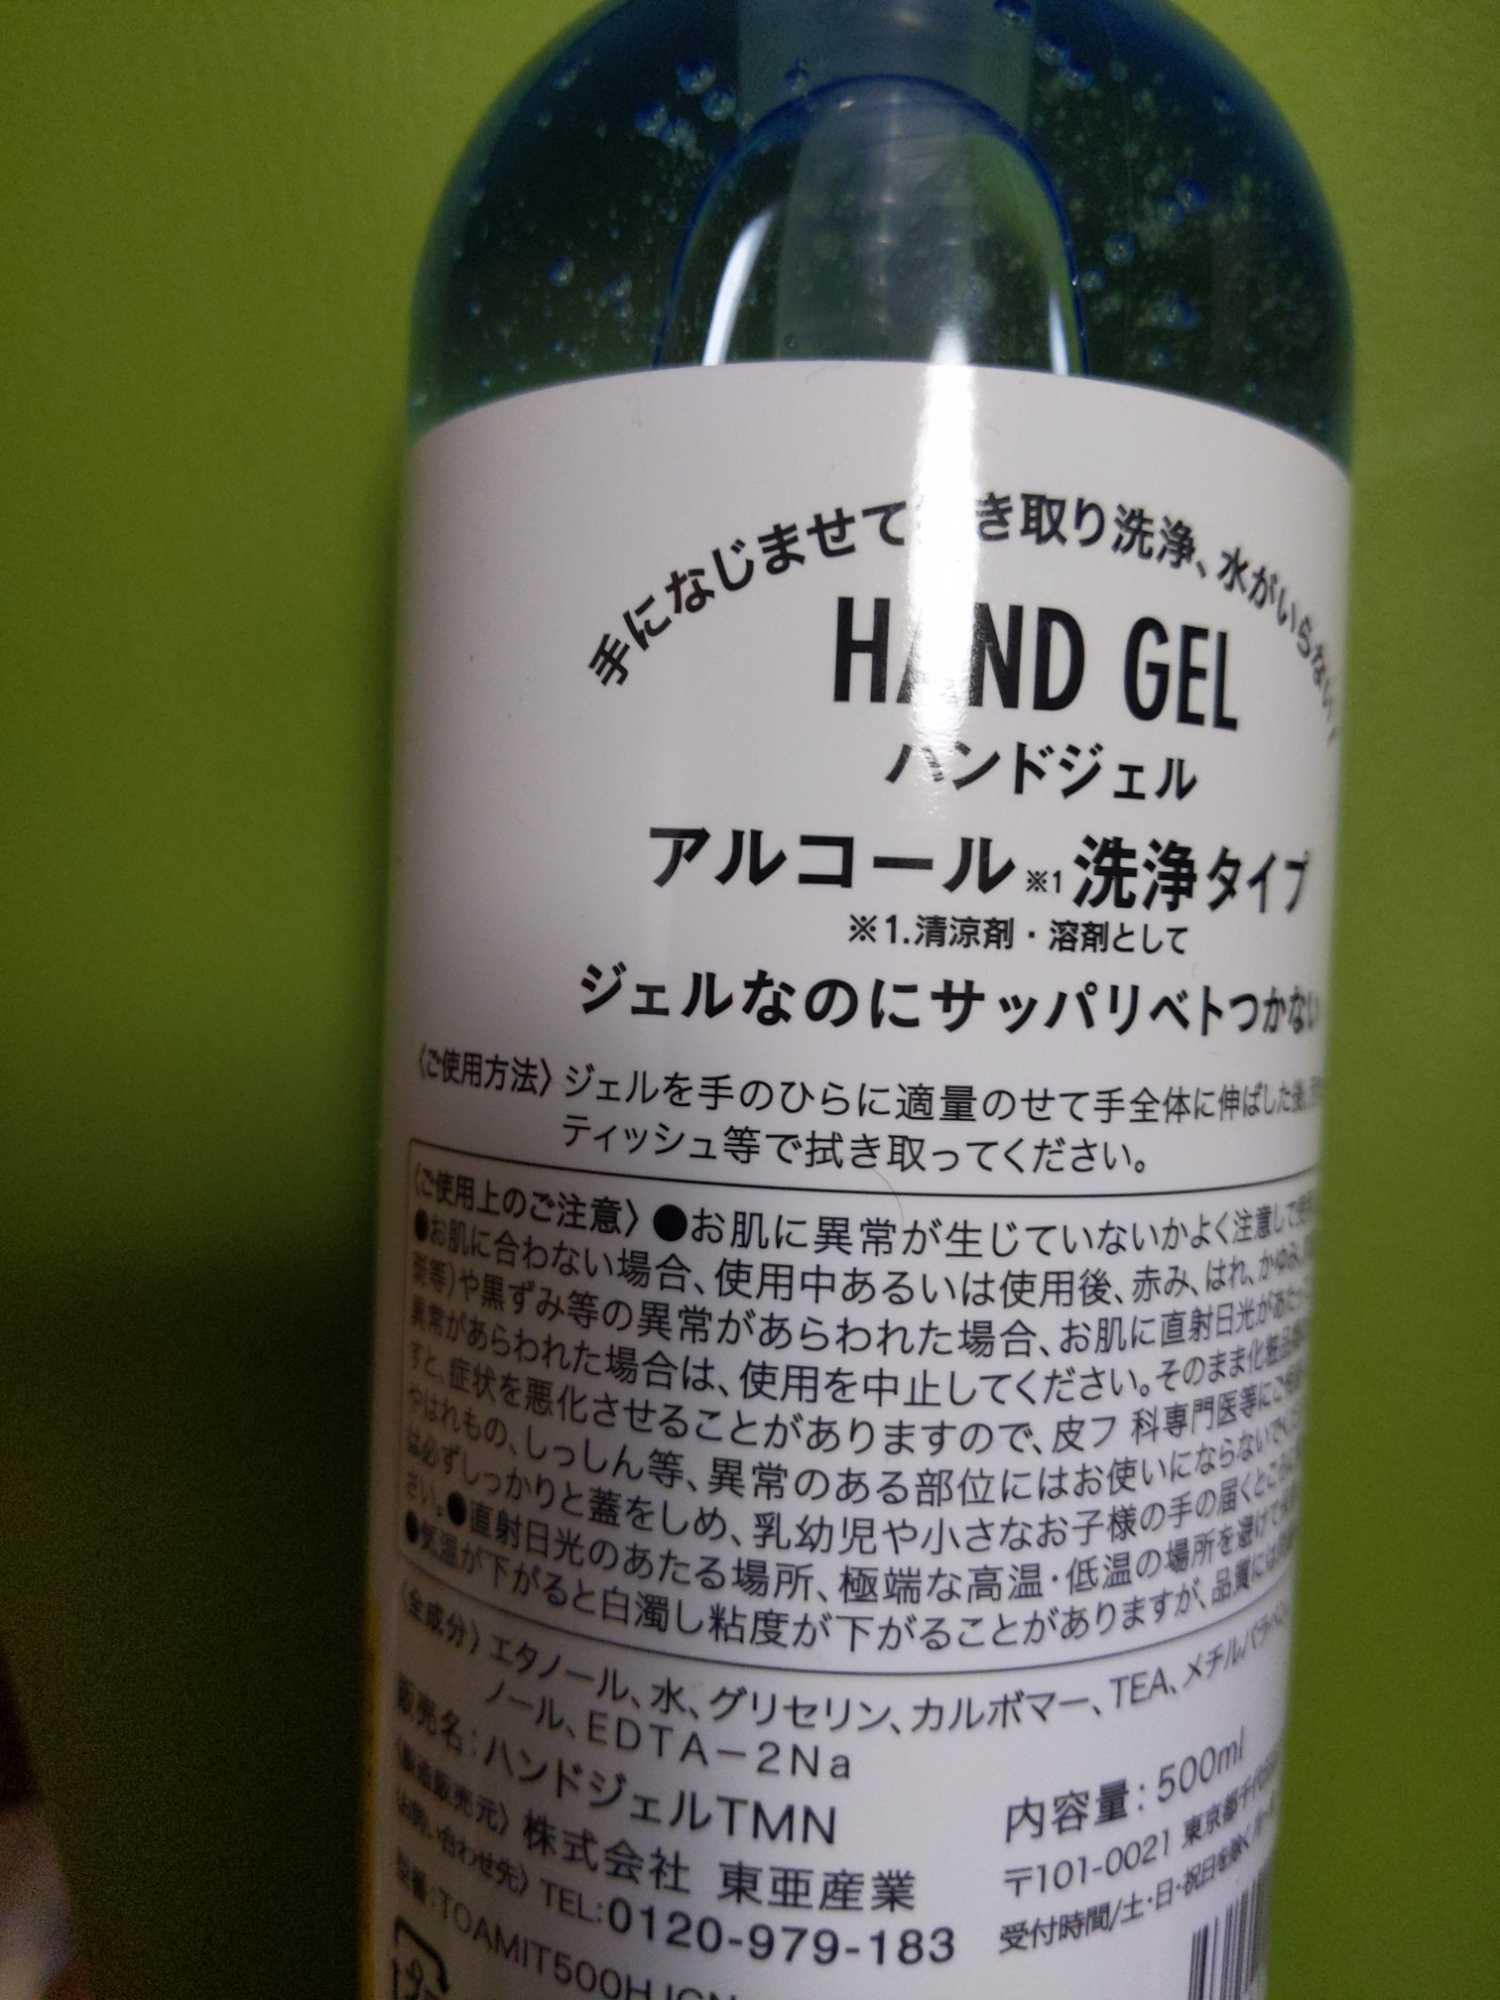 手になじませて き取り洗浄、水がいらない!
HAND GEL
ハンドジェル
アルコール※1洗浄タイプ
※1.清涼剤・溶剤として
ジェルなのにサッパリベトつかない
〈ご使用方法〉ジェルを手のひらに適量のせて手全体に伸ばした後、
ティッシュ等で拭き取ってください。
〈ご使用上のご注意〉●お肌に異常が生じていないかよく注意して
●お肌に合わない場合、使用中あるいは使用後、赤み、はれ、かゆみ、
斑等)や黒ずみ等の異常があらわれた場合、お肌に直射日光があたって
異常があらわれた場合は、使用を中止してください。そのまま化粧品
すと、症状を悪化させることがありますので、皮フ 科専門医等にご
やはれもの、しっしん等、異常のある部位にはお使いにならないで
は必ずしっかりと蓋をしめ、乳幼児や小さなお子様の手の届くところに
さい。●直射日光のあたる場所、極端な高温・低温の場所を避けて
●気温が下がると白濁し粘度が下がることがありますが、品質には
〈全成分〉エタノール、水、グリセリン、カルボマー、TEA、メチルパラベン
ノール、EDTA－2Na
販売名:ハンドジェルTMN
内容量:500ml
〈製造販売元〉株式会社 東亜産業
〒101-0021 東京都千代田
〈お問い合わせ先〉TEL:0120-979-183
受付時間/土・日・祝日を除く
型番:TOAMIT500HJ